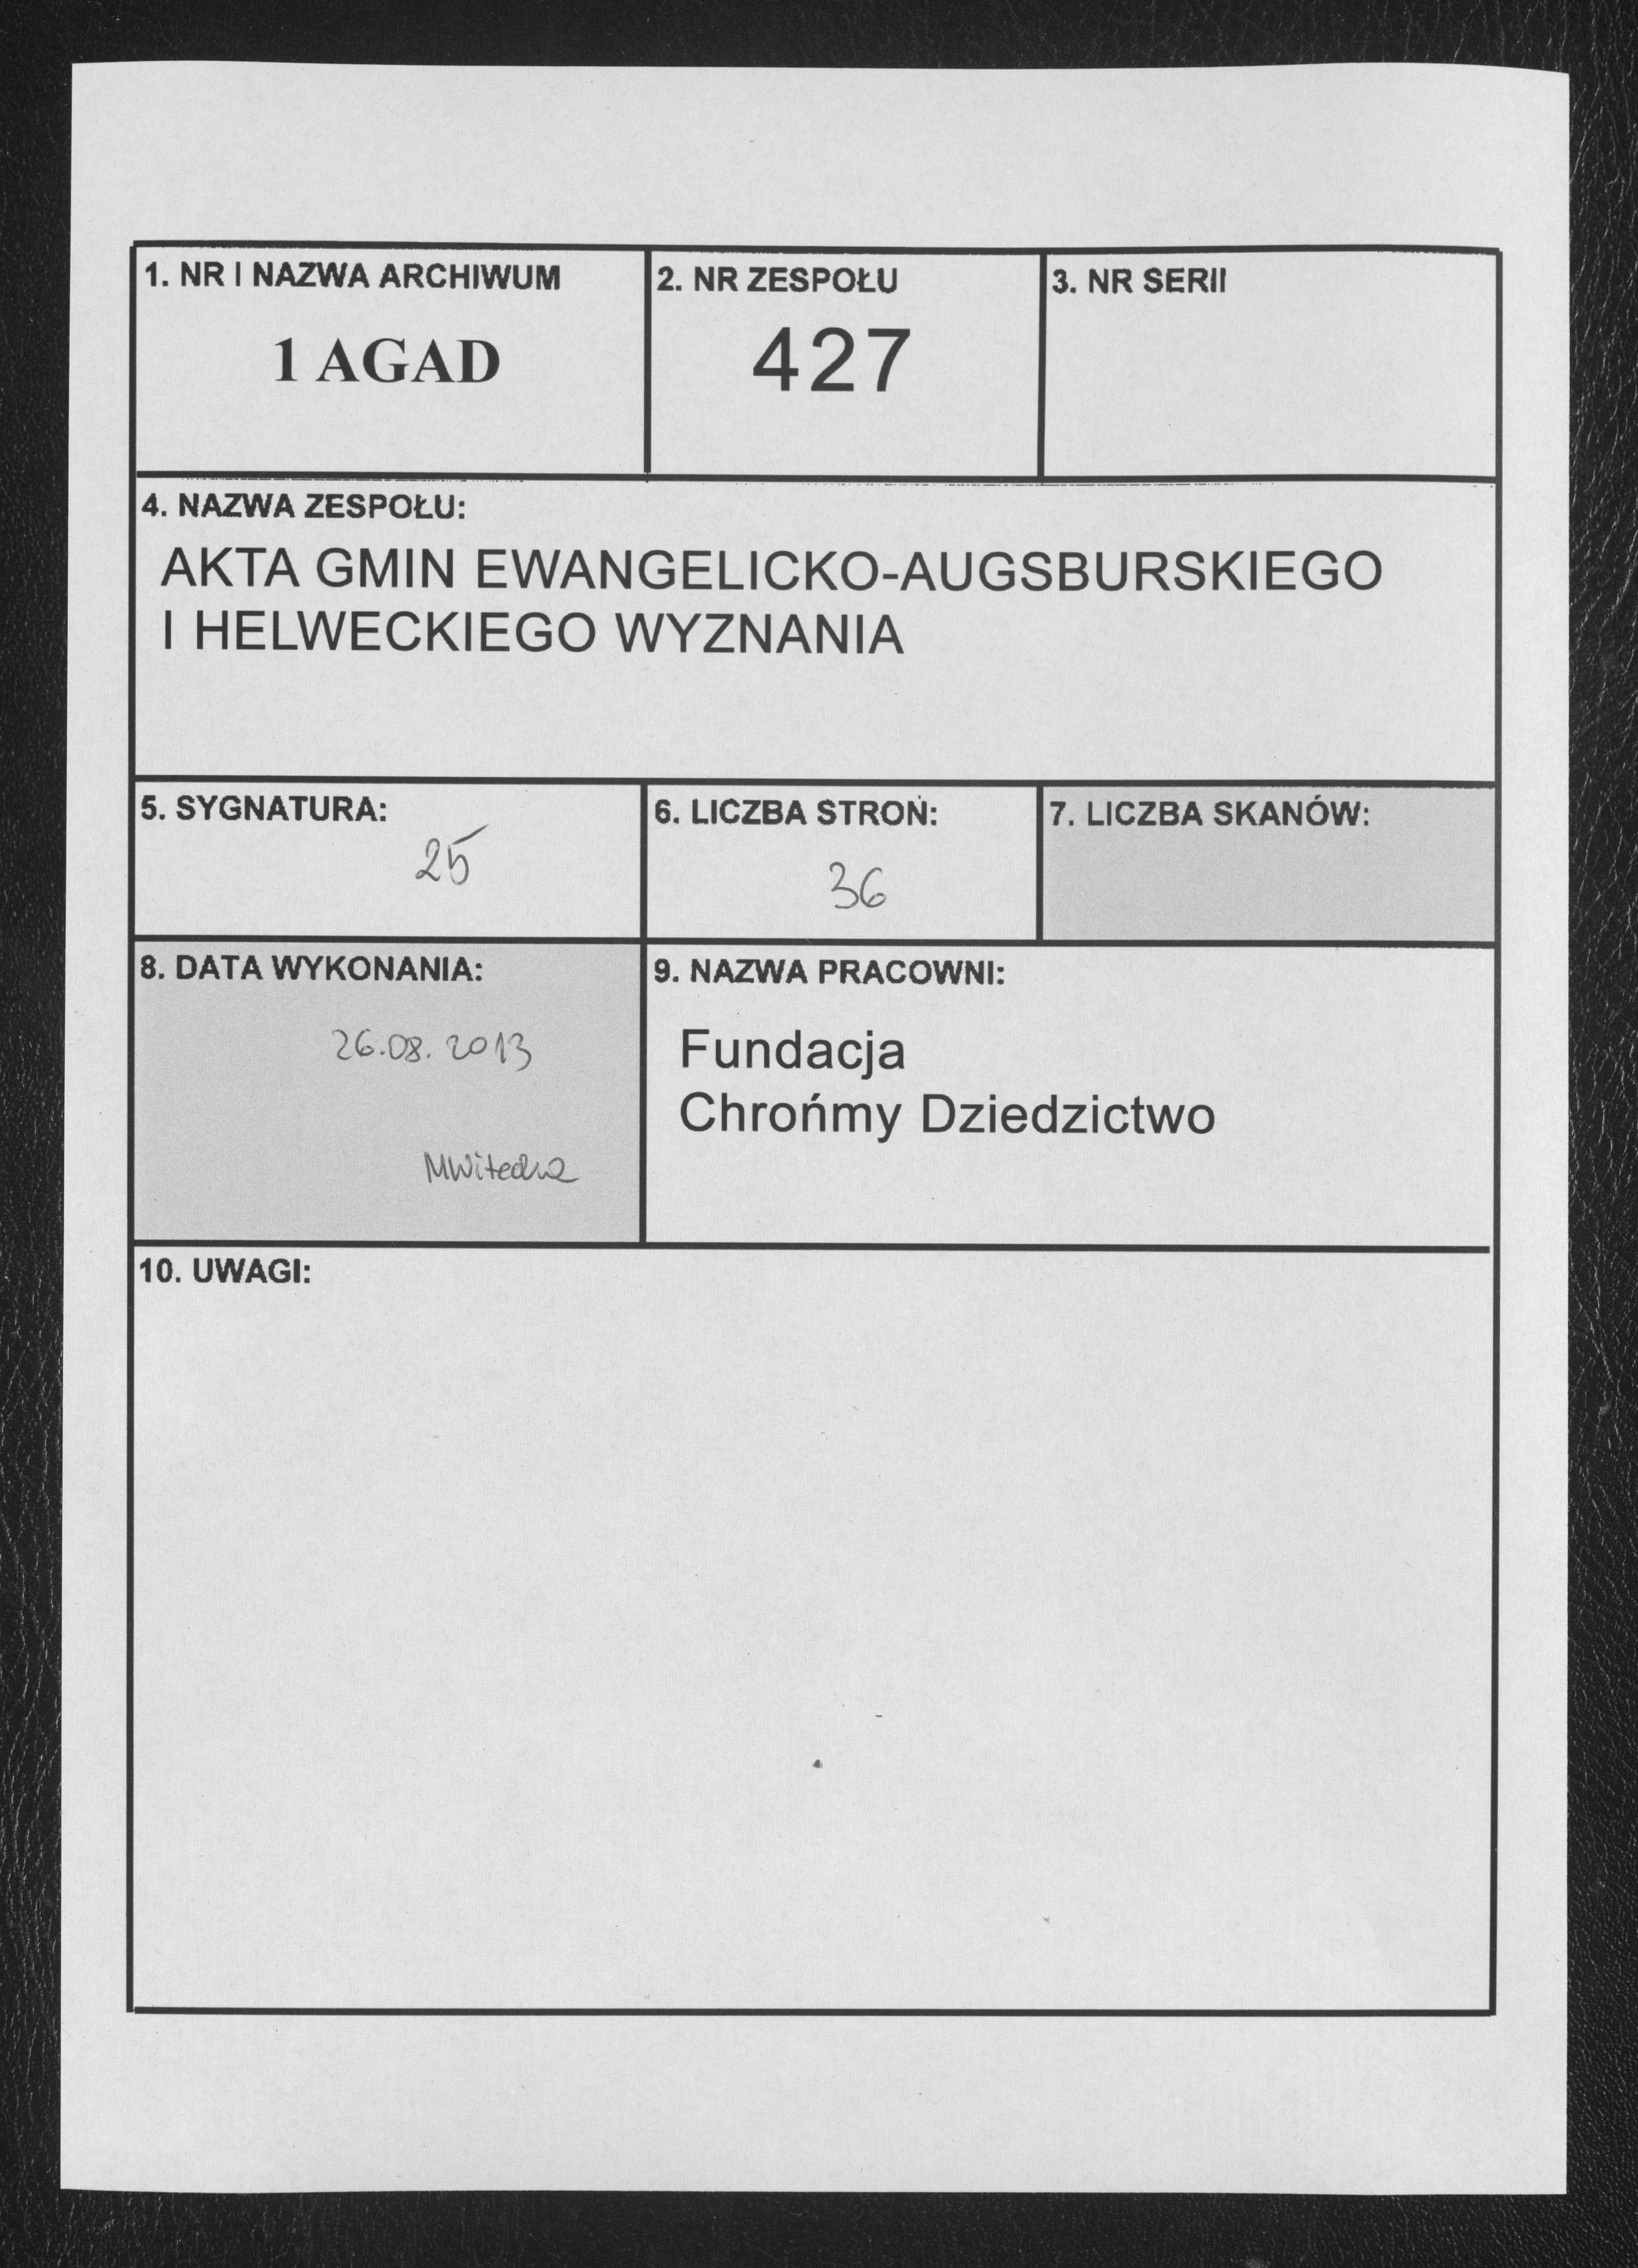 1. NR I NAZWA ARCHIWUM
1 AGAD
2. NR ZESPOŁU
427
3. NR SERII
4. NAZWA ZESPOŁU:
AKTA GMIN EWANGELICKO-AUGSBURSKIEGO
I HELWECKIEGO WYZNANIA
5. SYGNATURA:
25
6. LICZBA STRON:
36
7. LICZBA SKANÓW:
8. DATA WYKONANIA:
26.08.2013
9. NAZWA PRACOWNI:
Fundacja
Chrońmy Dziedzictwo
10. UWAGI: